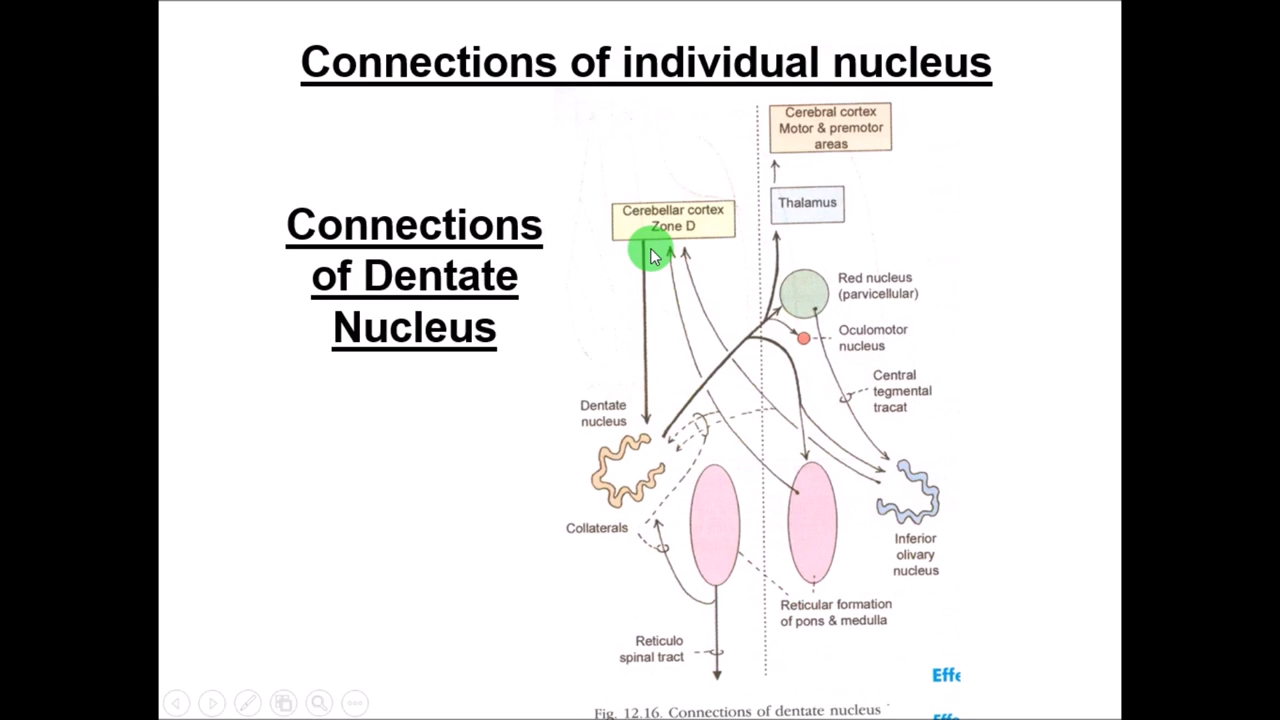 Connections of individual nucleus
Connections
of Dentate
Nucleus
Cerebral cortex
Motor & premotor
areas
Thalamus
Cerebellar cortex
Zone D
Red nucleus
(parvicellular)
Oculomotor
nucleus
Central
tegmental
tracat
Dentate
nucleus
Collaterals
Inferior
olivary
nucleus
Reticular formation
of pons & medulla
Reticulo
spinal tract
Fig. 12.16. Connections of dentate nucleus